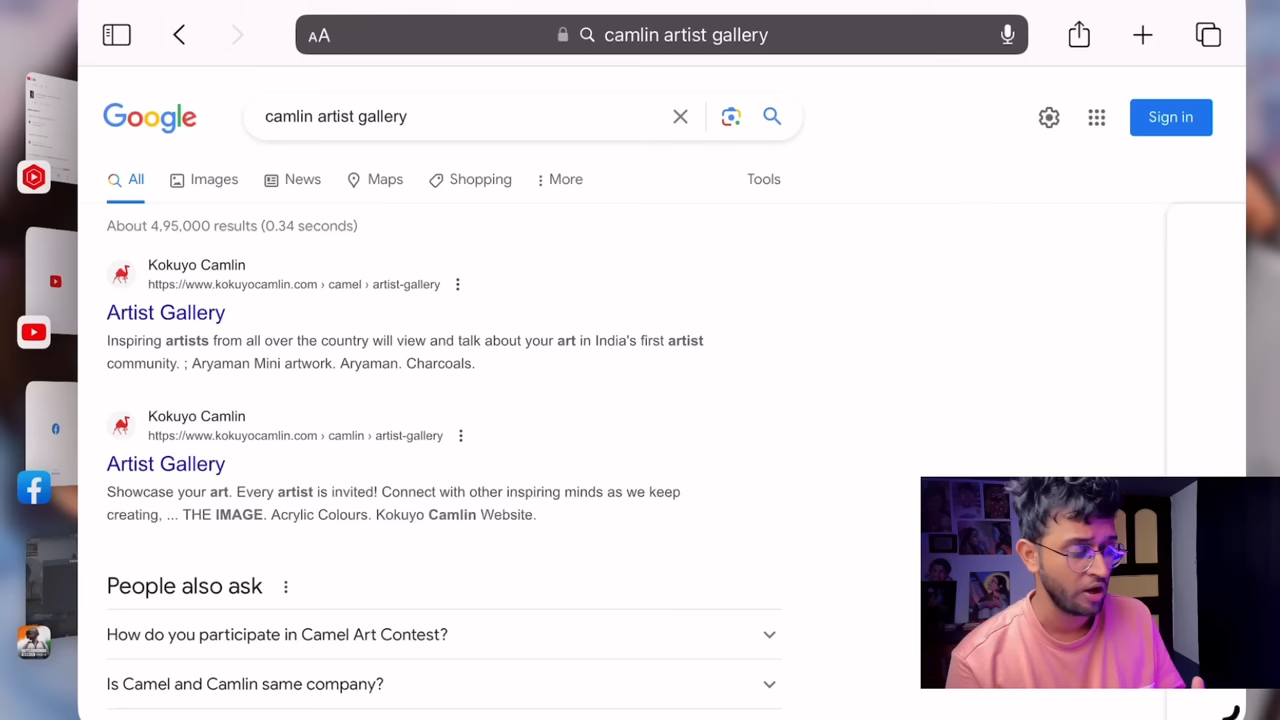 AA camlin artist gallery
Google camlin artist gallery Sign in
All Images News Maps Shopping More Tools
About 4,95,000 results (0.34 seconds)
Kokuyo Camlin
https://www.kokuyocamlin.com › camel › artist-gallery
Artist Gallery
Inspiring artists from all over the country will view and talk about your art in India's first artist
community. ; Aryaman Mini artwork. Aryaman. Charcoals.
Kokuyo Camlin
https://www.kokuyocamlin.com › camlin › artist-gallery
Artist Gallery
Showcase your art. Every artist is invited! Connect with other inspiring minds as we keep
creating, ... THE IMAGE. Acrylic Colours. Kokuyo Camlin Website.
People also ask
How do you participate in Camel Art Contest?
Is Camel and Camlin same company?